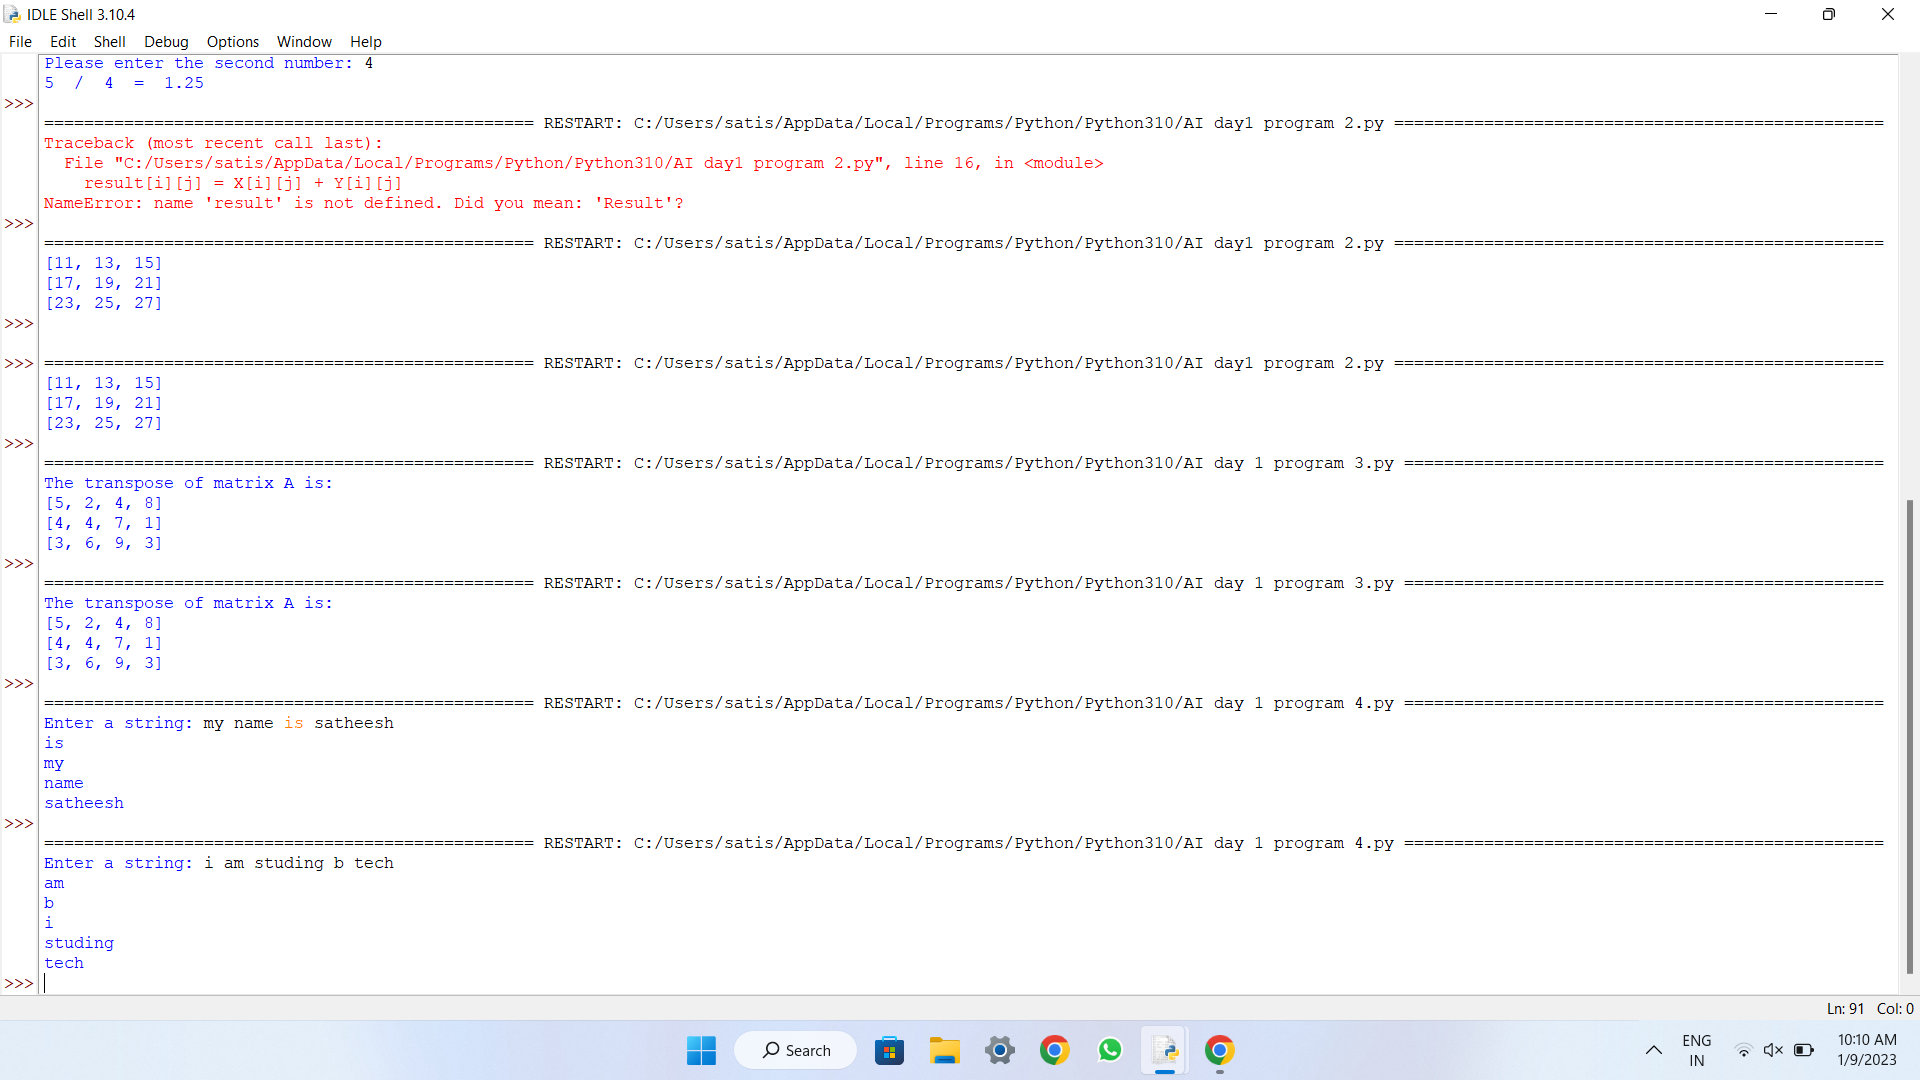 IDLE Shell 3.10.4
File Edit Shell Debug Options Window Help
Please enter the second number: 4
5  /  4  =  1.25
>>>
================================================= RESTART: C:/Users/satis/AppData/Local/Programs/Python/Python310/AI day1 program 2.py =================================================
Traceback (most recent call last):
  File "C:/Users/satis/AppData/Local/Programs/Python/Python310/AI day1 program 2.py", line 16, in <module>
    result[i][j] = X[i][j] + Y[i][j]
NameError: name 'result' is not defined. Did you mean: 'Result'?
>>>
================================================= RESTART: C:/Users/satis/AppData/Local/Programs/Python/Python310/AI day1 program 2.py =================================================
[11, 13, 15]
[17, 19, 21]
[23, 25, 27]
>>>
>>> ================================================= RESTART: C:/Users/satis/AppData/Local/Programs/Python/Python310/AI day1 program 2.py =================================================
[11, 13, 15]
[17, 19, 21]
[23, 25, 27]
>>>
================================================= RESTART: C:/Users/satis/AppData/Local/Programs/Python/Python310/AI day 1 program 3.py ================================================
The transpose of matrix A is:
[5, 2, 4, 8]
[4, 4, 7, 1]
[3, 6, 9, 3]
>>>
================================================= RESTART: C:/Users/satis/AppData/Local/Programs/Python/Python310/AI day 1 program 3.py ================================================
The transpose of matrix A is:
[5, 2, 4, 8]
[4, 4, 7, 1]
[3, 6, 9, 3]
>>>
================================================= RESTART: C:/Users/satis/AppData/Local/Programs/Python/Python310/AI day 1 program 4.py ================================================
Enter a string: my name is satheesh
is
my
name
satheesh
>>>
================================================= RESTART: C:/Users/satis/AppData/Local/Programs/Python/Python310/AI day 1 program 4.py ================================================
Enter a string: i am studing b tech
am
b
i
studing
tech
>>>
Ln: 91 Col: 0
Search
ENG
IN
10:10 AM
1/9/2023